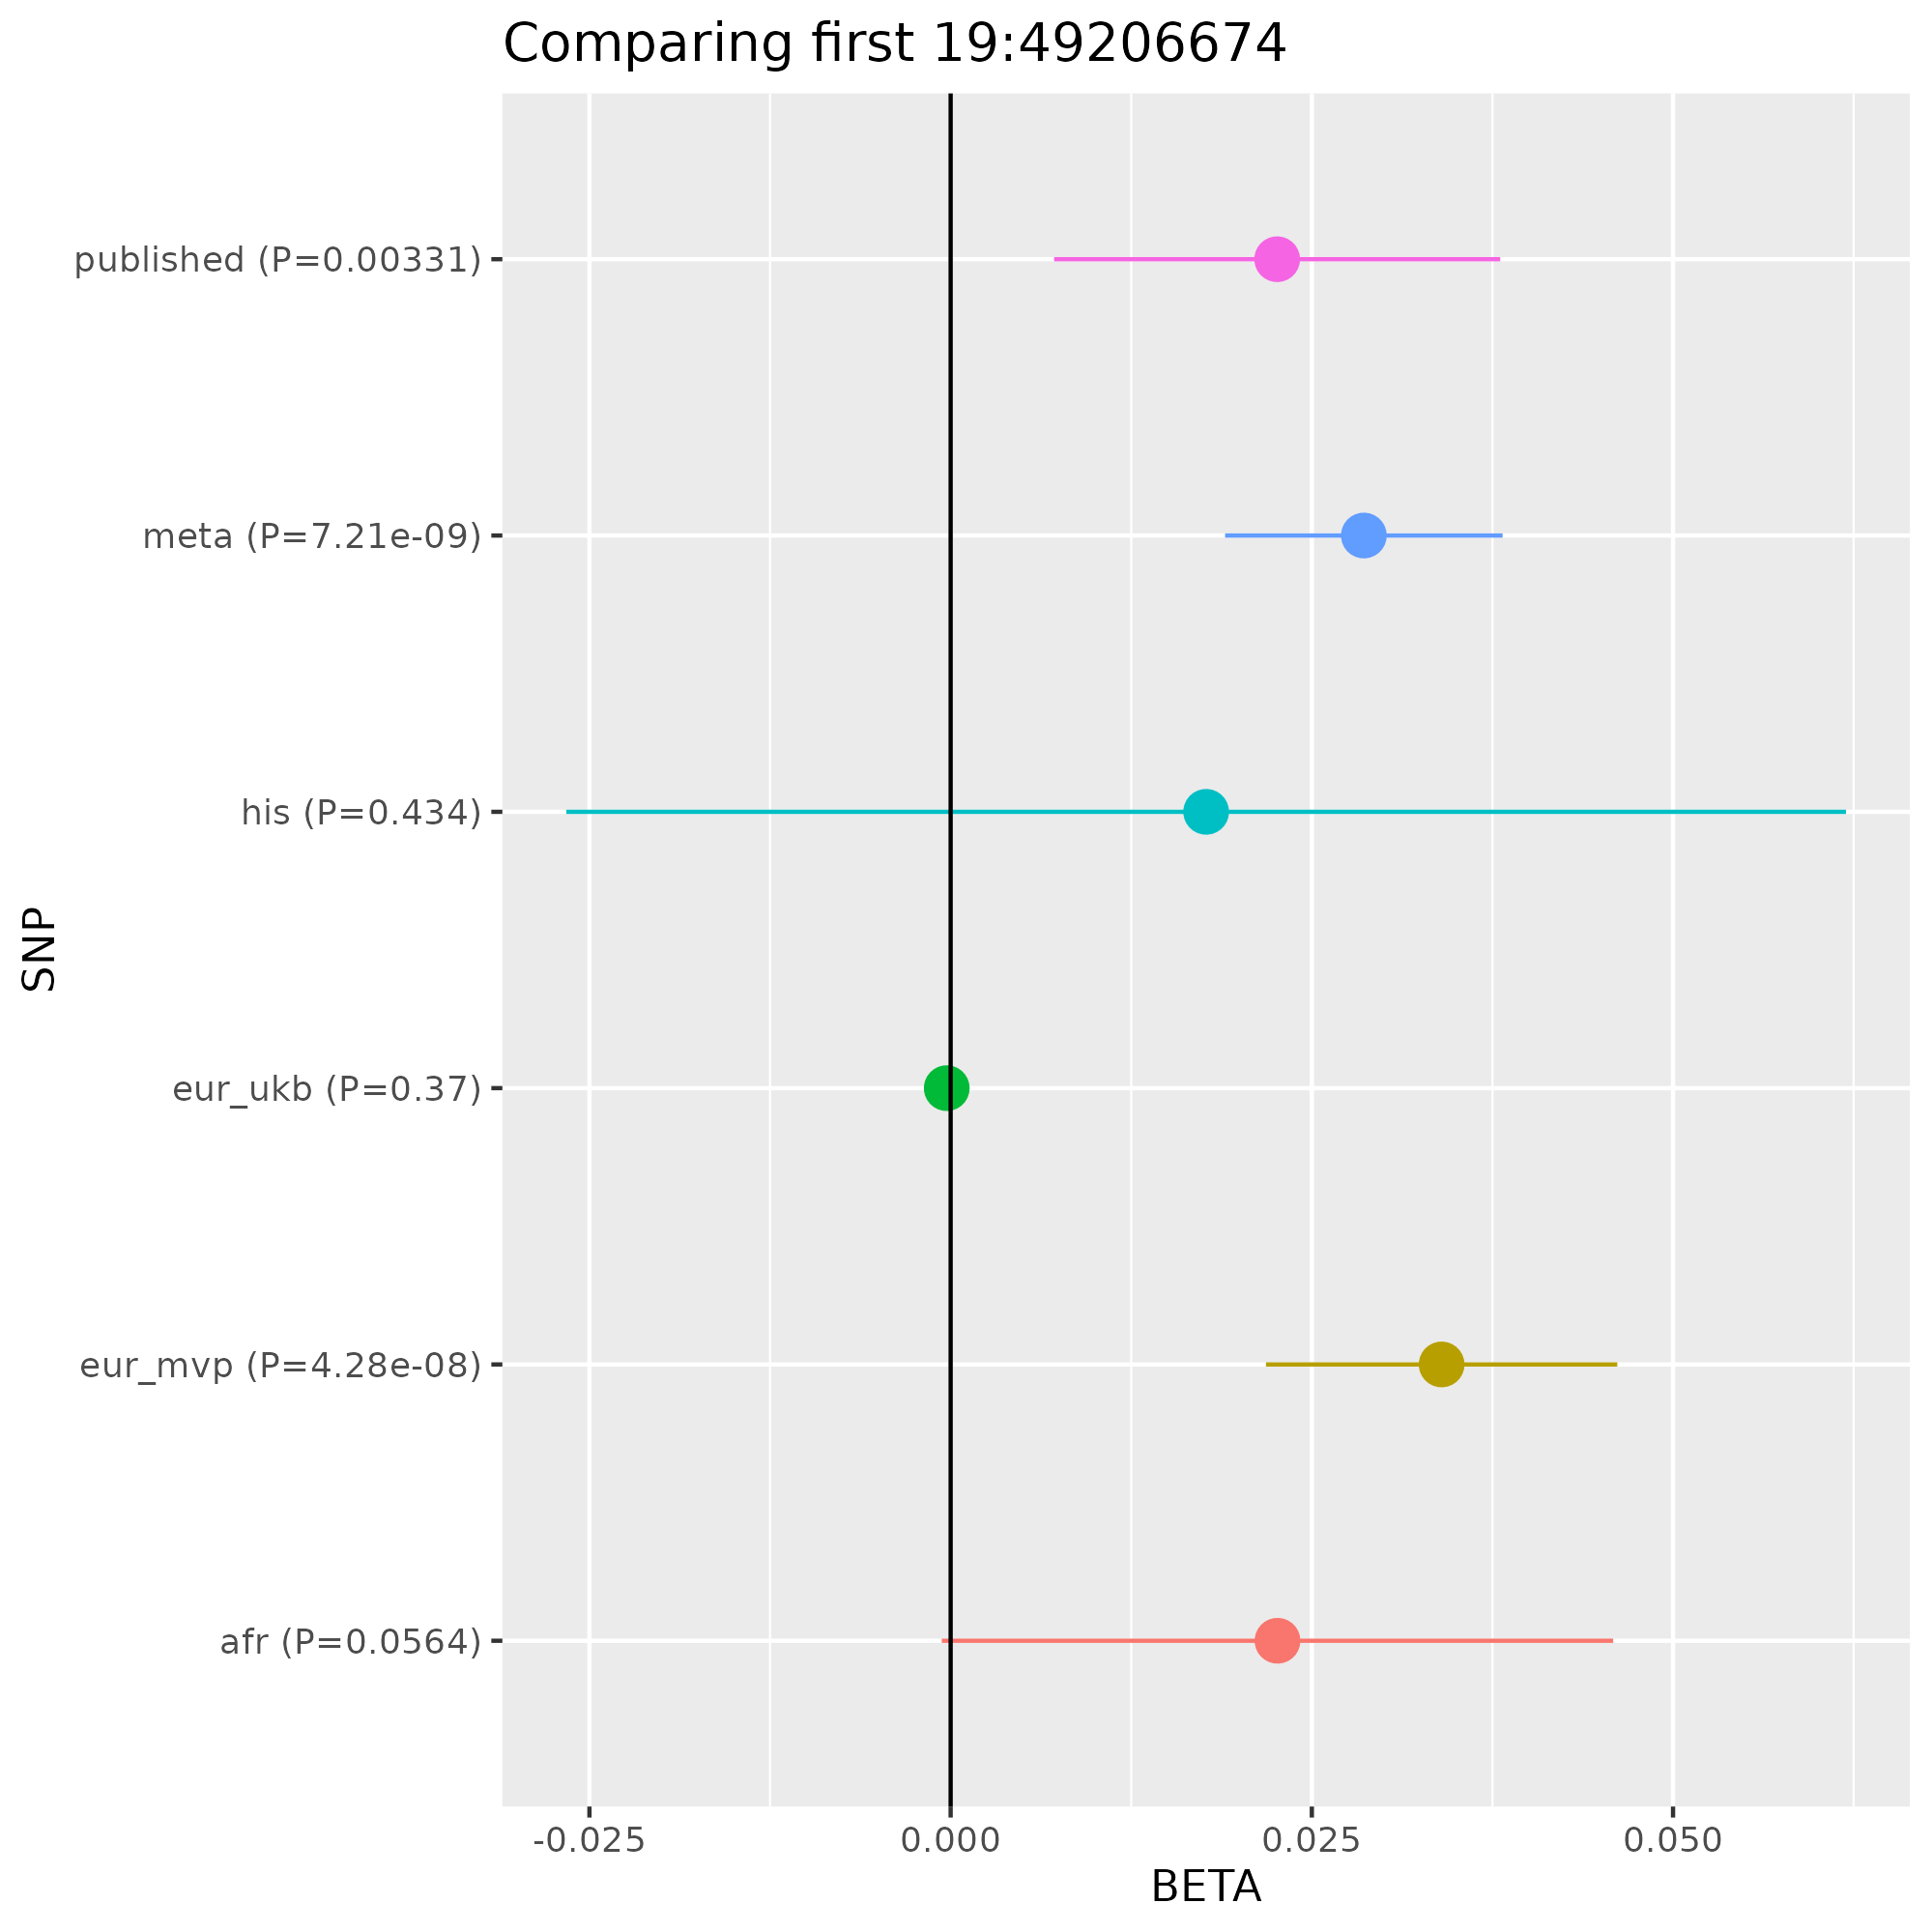 Comparing first 19:49206674
published (P=0.00331)
meta (P=7.21e-09)
his (P=0.434)
SNP
eur_ukb (P=0.37)
eur_mvp (P=4.28e-08)
afr (P=0.0564)
-0.025 0.000 0.025 0.050
BETA